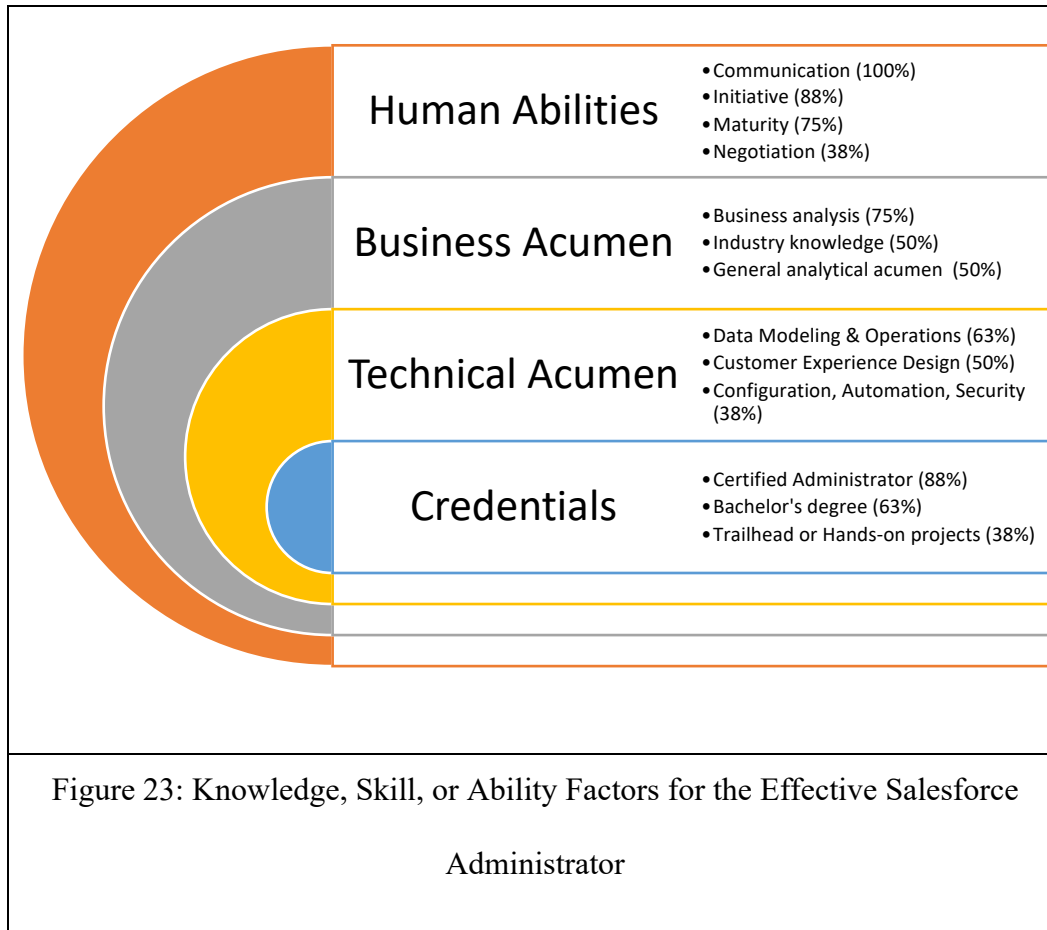 Human Abilities
•Communication (100%)
•Initiative (88%)
•Maturity (75%)
•Negotiation (38%)
Business Acumen
•Business analysis (75%)
•Industry knowledge (50%)
•General analytical acumen (50%)
Technical Acumen
•Data Modeling & Operations (63%)
•Customer Experience Design (50%)
•Configuration, Automation, Security
(38%)
Credentials
•Certified Administrator (88%)
•Bachelor's degree (63%)
•Trailhead or Hands-on projects (38%)
Figure 23: Knowledge, Skill, or Ability Factors for the Effective Salesforce
Administrator